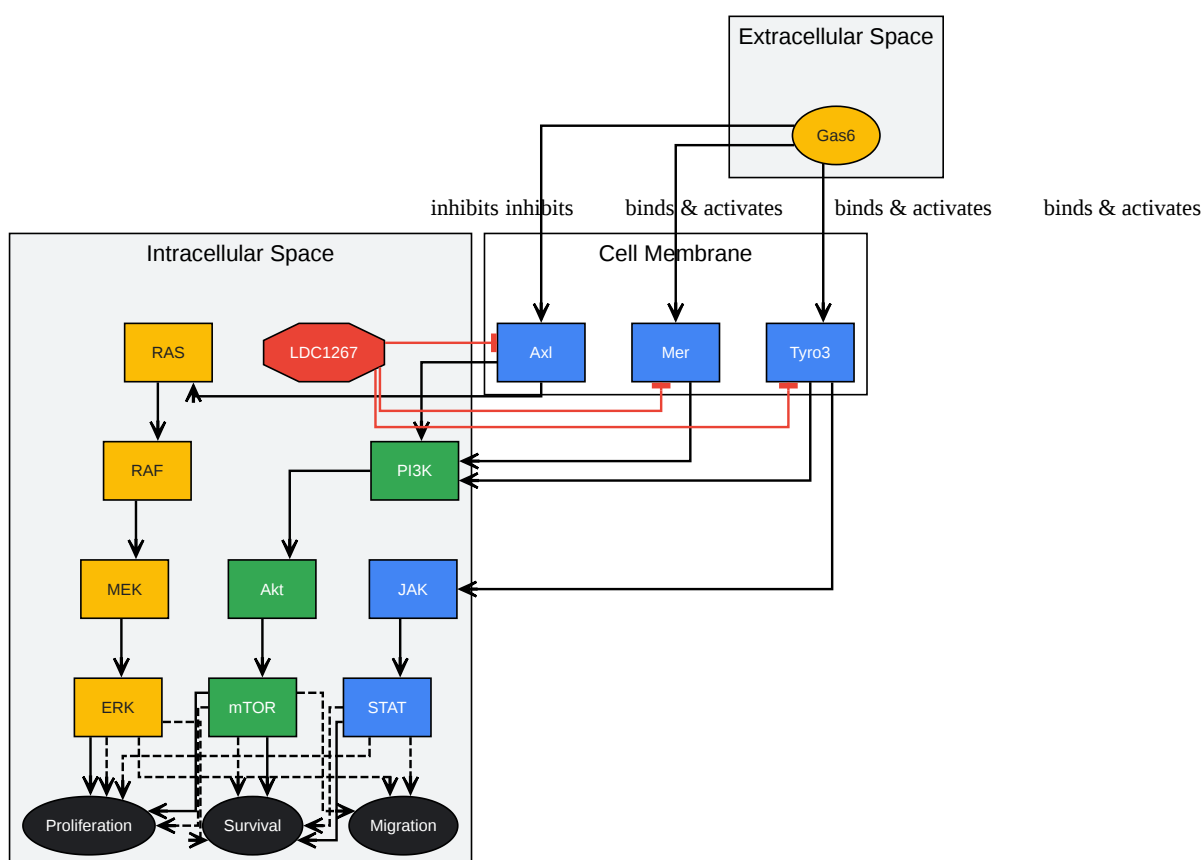 Extracellular Space
Gas6
inhibits inhibits binds & activates binds & activates binds & activates
Intracellular Space
Cell Membrane
RAS
LDC1267
Axl
Mer
Tyro3
RAF
PI3K
MEK
Akt
JAK
ERK
mTOR
STAT
Proliferation
Survival
Migration